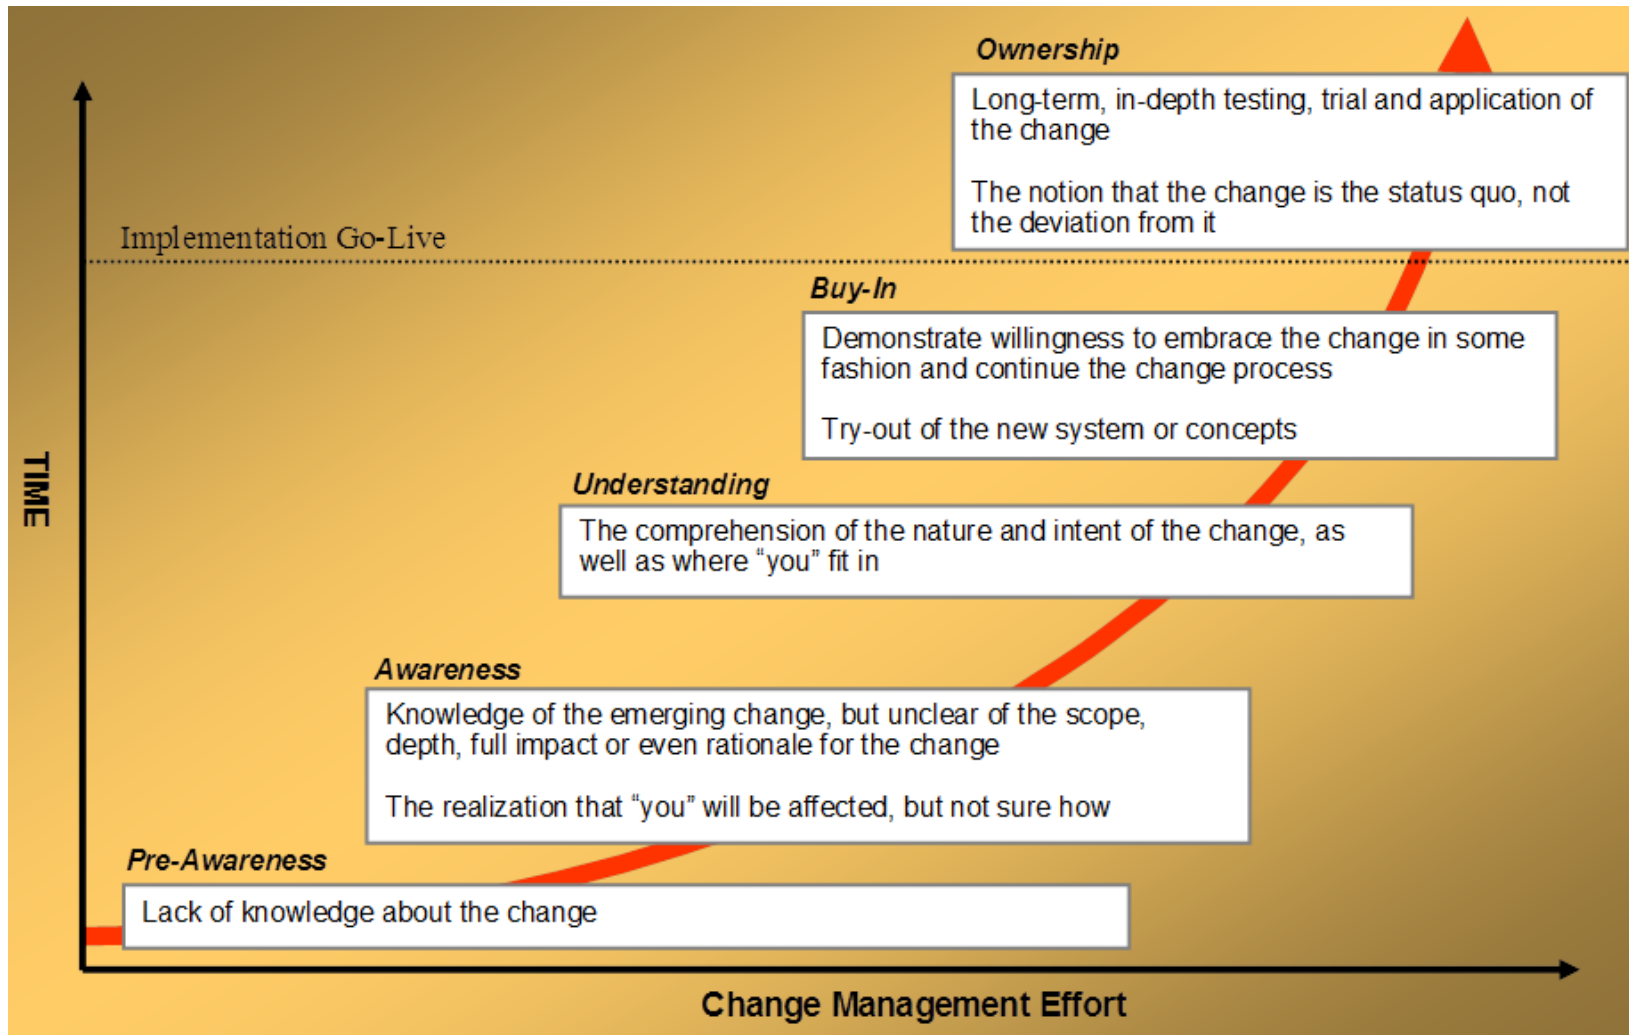 Ownership
Long-term, in-depth testing, trial and application of
the change
The notion that the change is the status quo, not
the deviation from it
Implementation Go-Live
Buy-In
Demonstrate willingness to embrace the change in some
fashion and continue the change process
Try-out of the new system or concepts
TIME
Understanding
The comprehension of the nature and intent of the change, as
well as where “you” fit in
Awareness
Knowledge of the emerging change, but unclear of the scope,
depth, full impact or even rationale for the change
The realization that “you” will be affected, but not sure how
Pre-Awareness
Lack of knowledge about the change
Change Management Effort